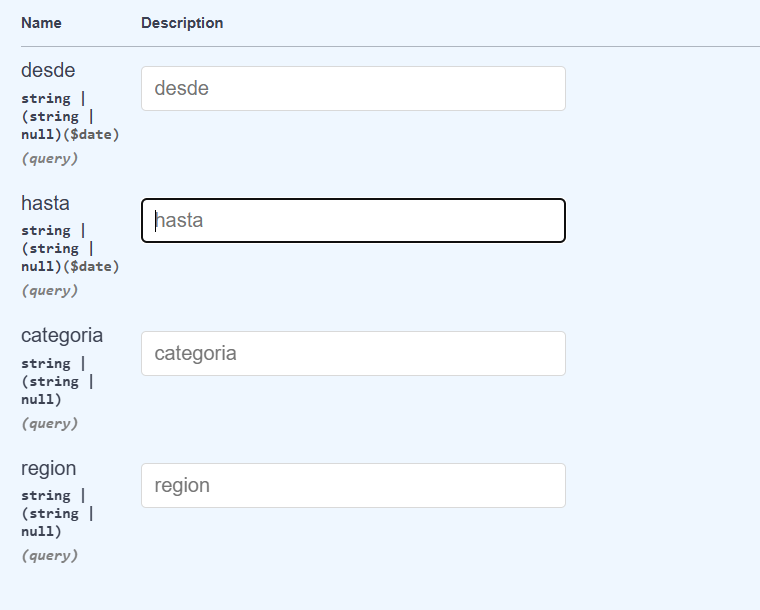 Name Description
desde
string |
(string |
null)($date)
(query)
desde
hasta
string |
(string |
null)($date)
(query)
hasta
categoria
string |
(string |
null)
(query)
categoria
region
string |
(string |
null)
(query)
region